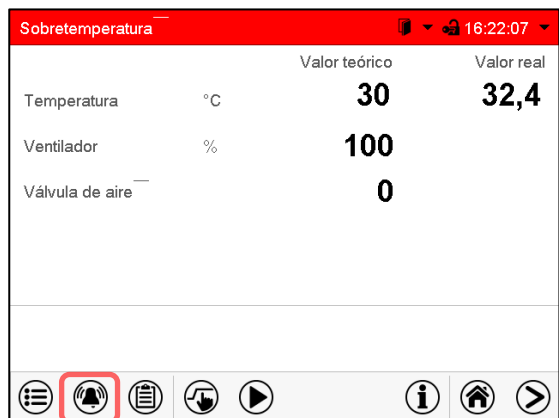 Sobretemperatura 16:22:07
Valor teórico Valor real
Temperatura °C 30 32,4
Ventilador % 100
Válvula de aire 0